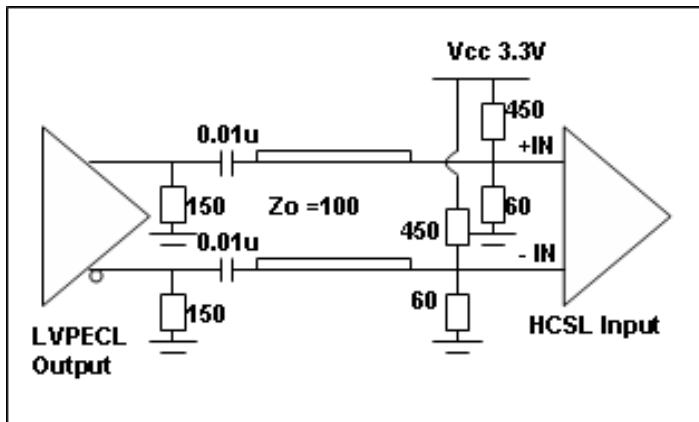 Vcc 3.3V
450
0.01u
+IN
150
Zo =100
60
450
0.01u
- IN
150
60
LVPECL
Output
HCSL Input